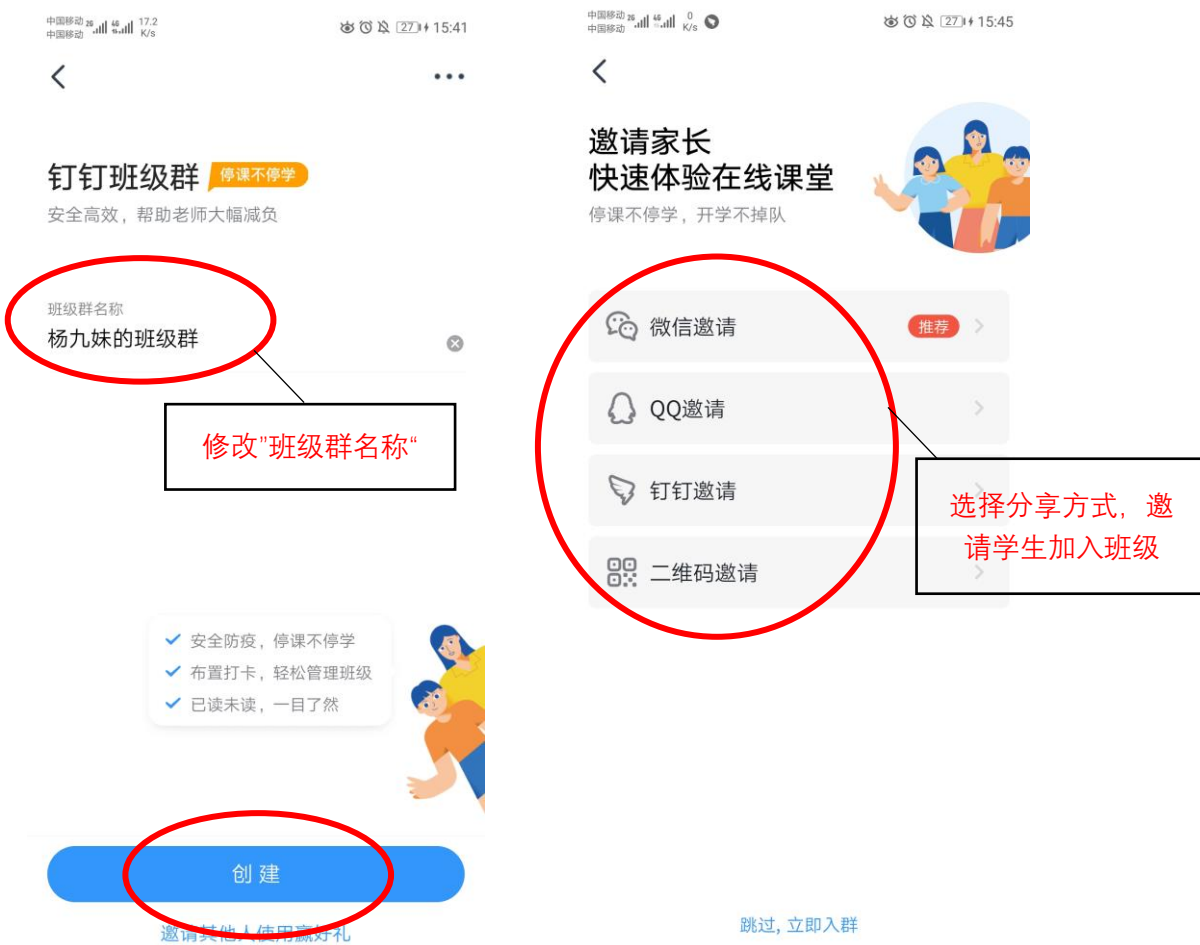 中国移动 2G 4G 17.2
中国移动 K/s
27 15:41
钉钉班级群 停课不停学
安全高效，帮助老师大幅减负
班级群名称
杨九妹的班级群
修改”班级群名称“
安全防疫，停课不停学
布置打卡，轻松管理班级
已读未读，一目了然
创建
邀请其他人使用赢好礼
中国移动 2G 4G 0
中国移动 K/s
27 15:45
邀请家长
快速体验在线课堂
停课不停学，开学不掉队
微信邀请 推荐
QQ邀请
钉钉邀请
二维码邀请
选择分享方式，邀
请学生加入班级
跳过, 立即入群